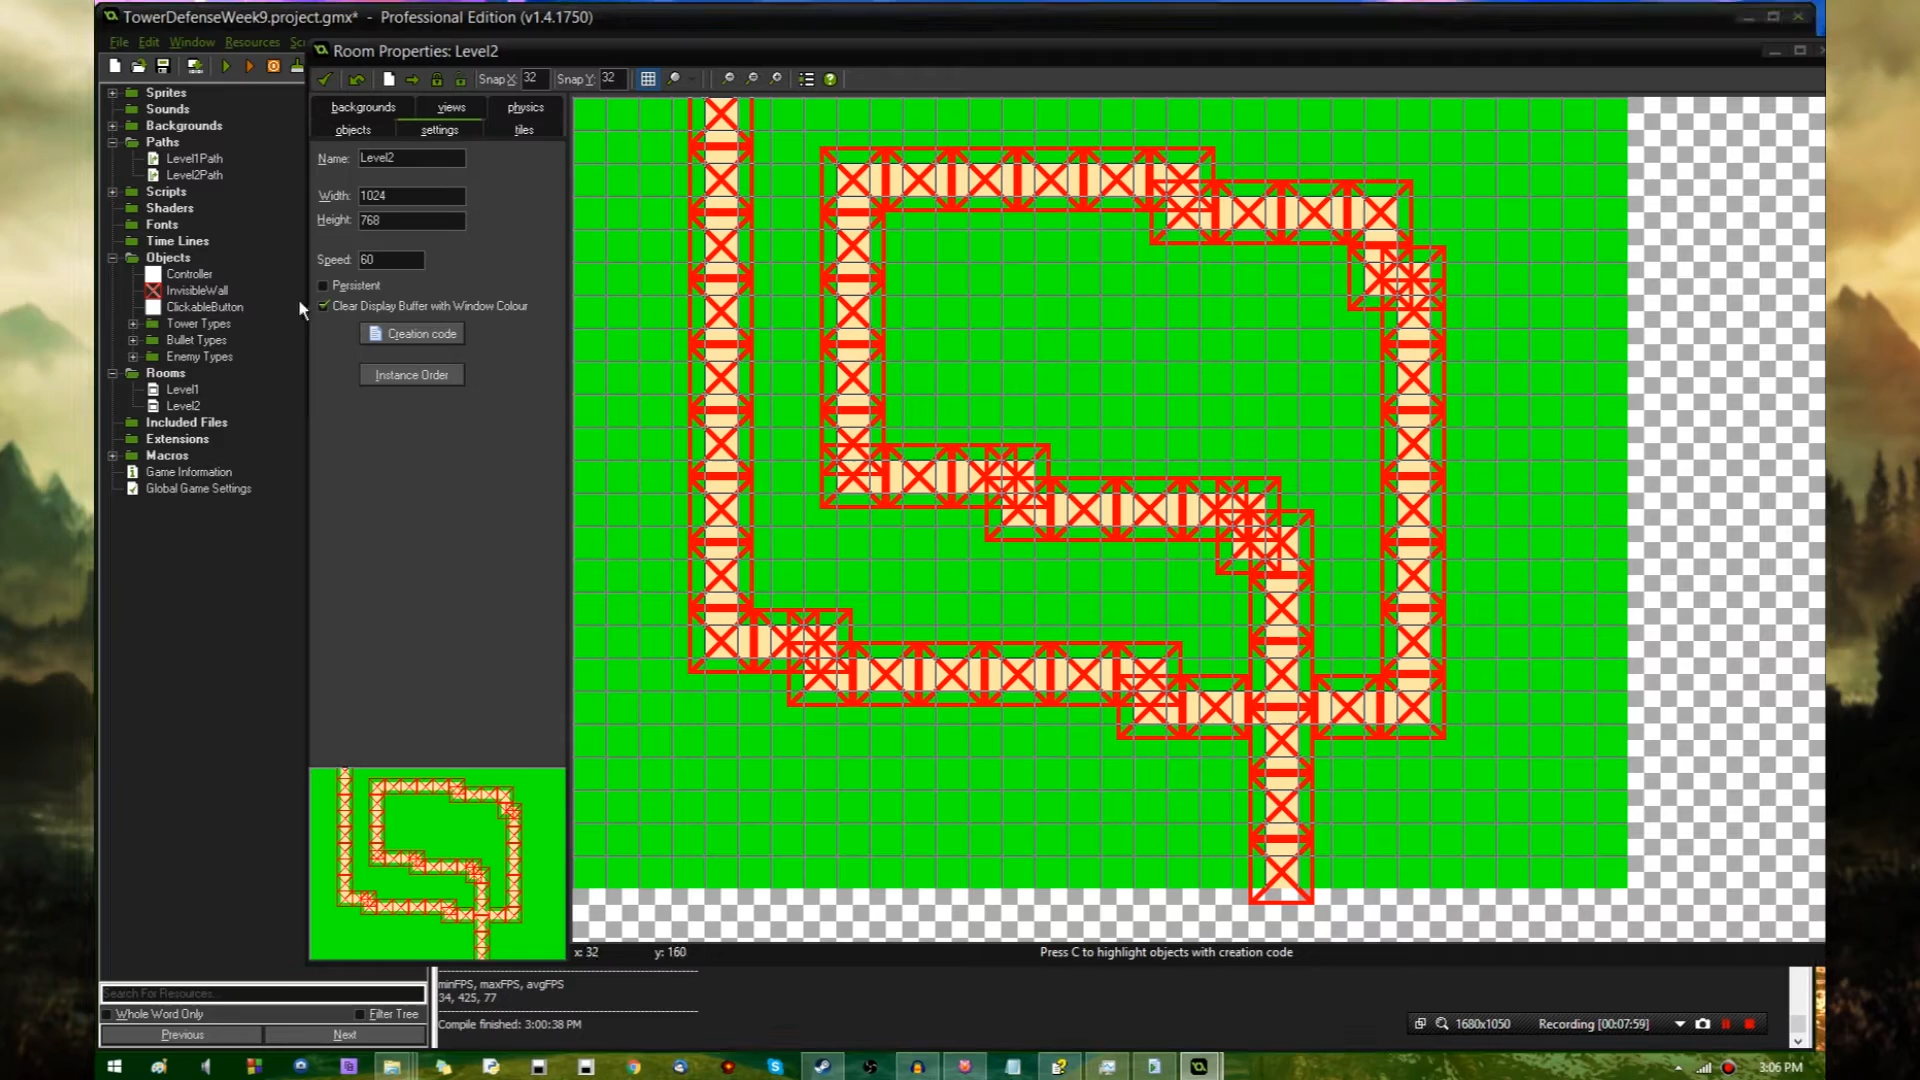 TowerDefenseWeek9.project.gmx* - Professional Edition (v1.4.1750)
File Edit Window Resources
Room Properties: Level2
Snap X: 32 Snap Y: 32
backgrounds views physics
objects settings tiles
Name: Level2
Width: 1024
Height: 768
Speed: 60
Persistent
Clear Display Buffer with Window Colour
Creation code
Instance Order
Sprites
Sounds
Backgrounds
Paths
Level1Path
Level2Path
Scripts
Shaders
Fonts
Time Lines
Objects
Controller
InvisibleWall
ClickableButton
Tower Types
Bullet Types
Enemy Types
Rooms
Level1
Level2
Included Files
Extensions
Macros
Game Information
Global Game Settings
x: 32 y: 160 Press C to highlight objects with creation code
Search For Resources...
Whole Word Only Filter Tree
Previous Next
minFPS, maxFPS, avgFPS
34, 425, 77
Compile finished: 3:00:38 PM
1680x1050 Recording [00:07:59]
3:06 PM